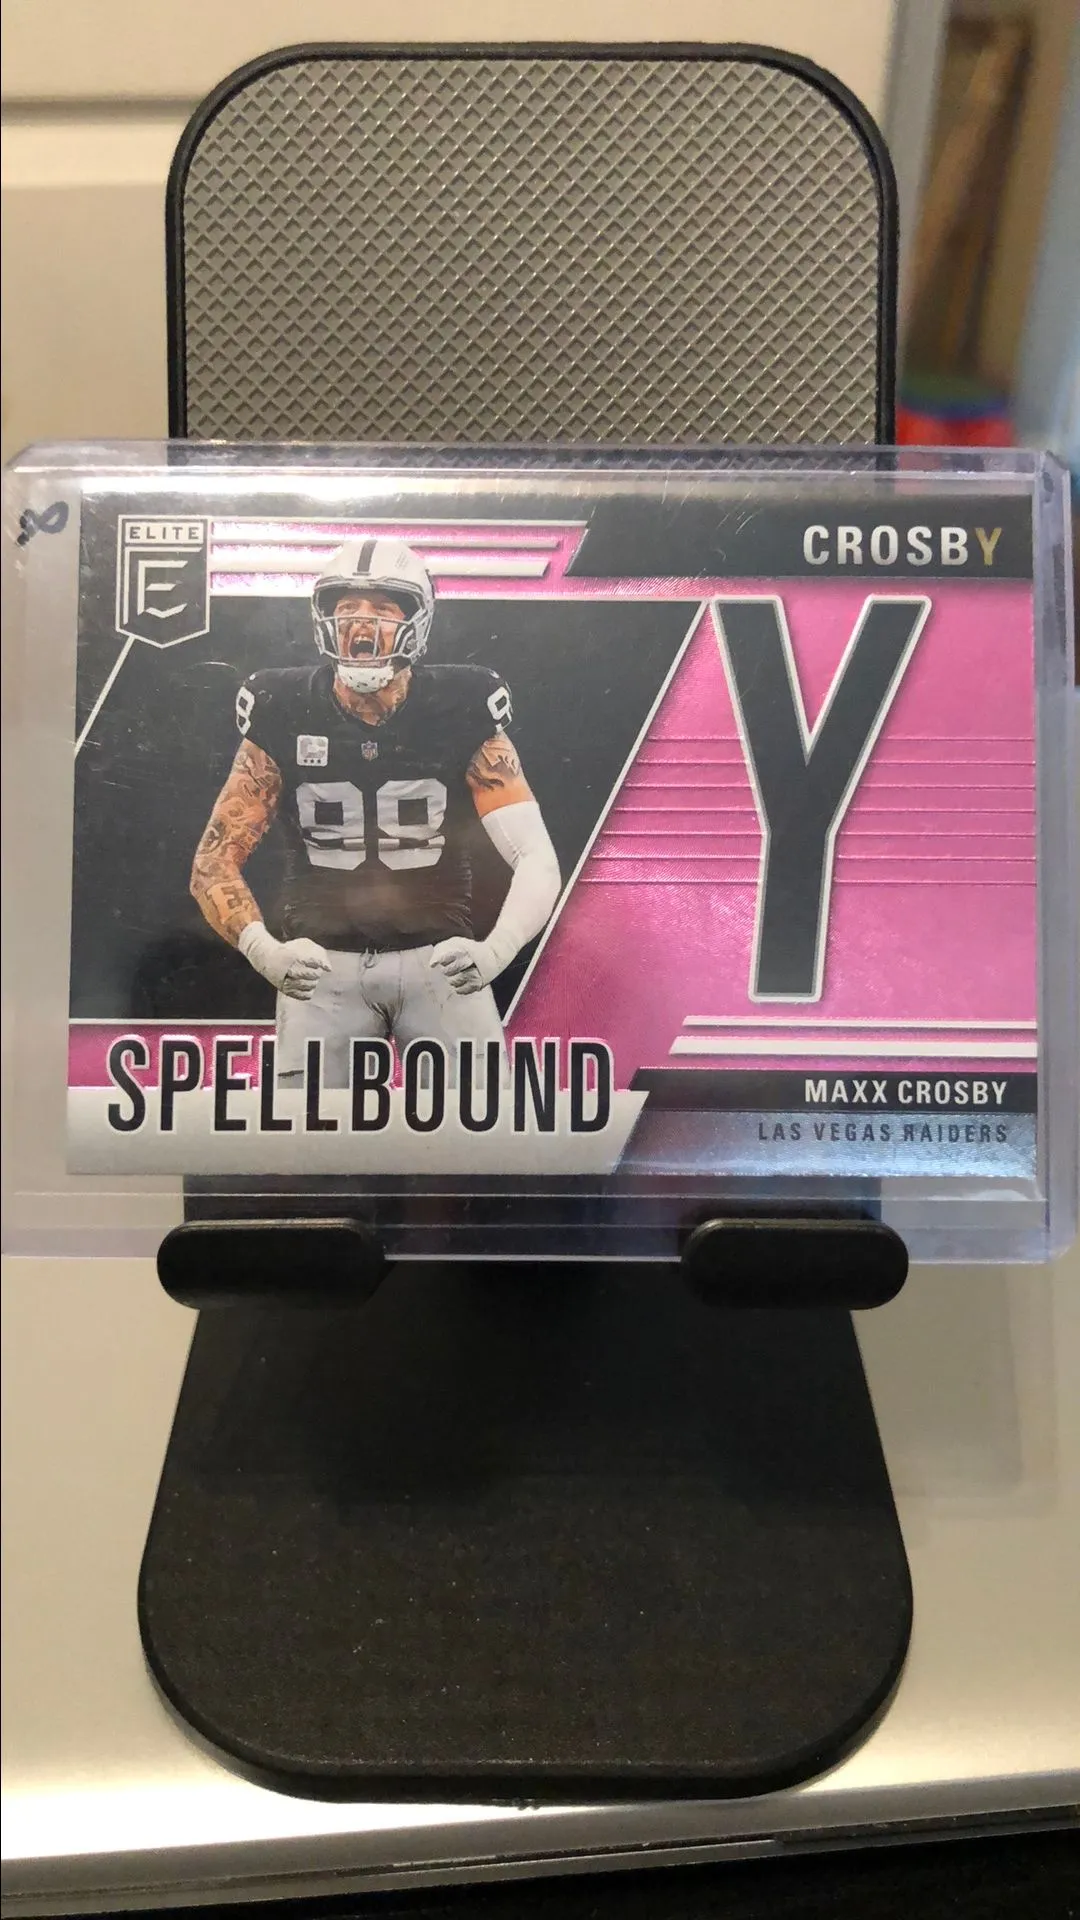 ELITE
E
CROSBY
Y
98
SPELLBOUND
MAXX CROSBY
LAS VEGAS RAIDERS